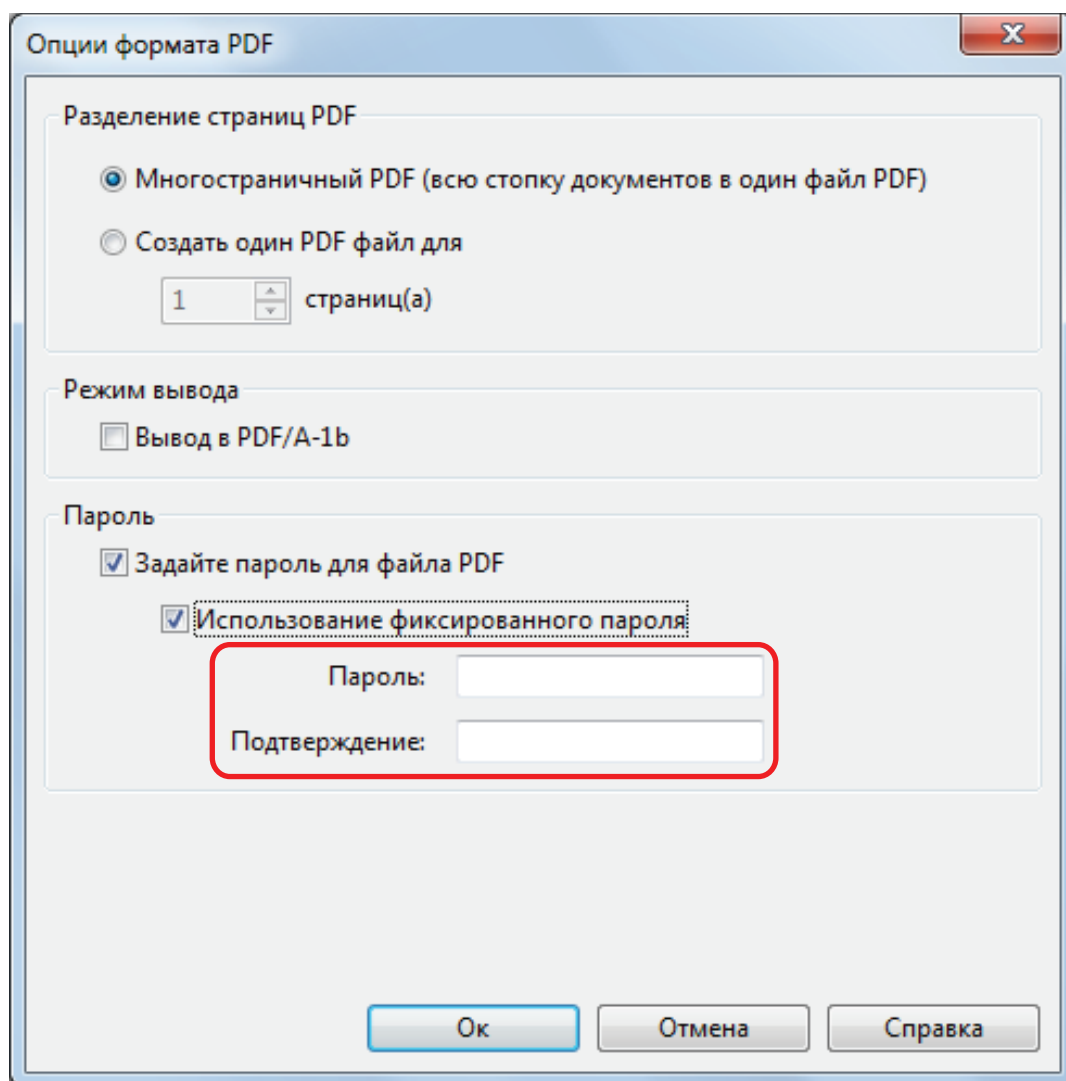 Опции формата PDF
Разделение страниц PDF
Многостраничный PDF (всю стопку документов в один файл PDF)
Создать один PDF файл для
1 страниц(а)
Режим вывода
Вывод в PDF/A-1b
Пароль
Задайте пароль для файла PDF
Использование фиксированного пароля
Пароль:
Подтверждение:
Ок Отмена Справка